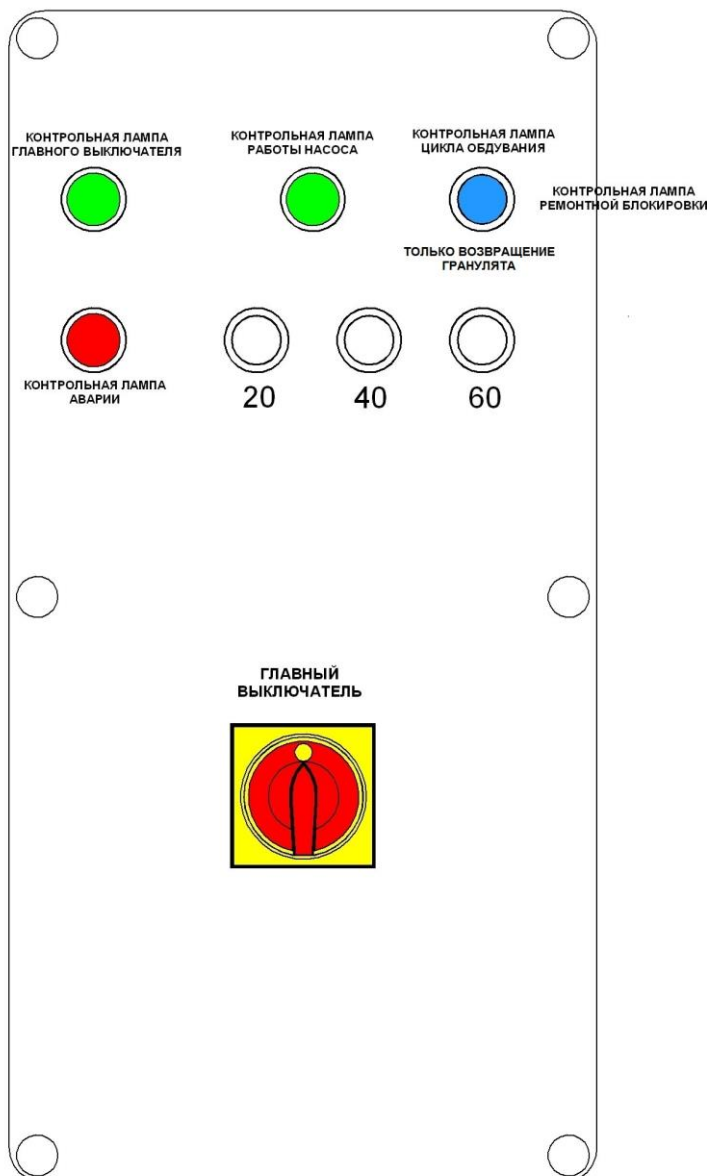 КОНТРОЛЬНАЯ ЛАМПА
ГЛАВНОГО ВЫКЛЮЧАТЕЛЯ
КОНТРОЛЬНАЯ ЛАМПА
РАБОТЫ НАСОСА
КОНТРОЛЬНАЯ ЛАМПА
ЦИКЛА ОБДУВАНИЯ
КОНТРОЛЬНАЯ ЛАМПА
РЕМОНТНОЙ БЛОКИРОВКИ
ТОЛЬКО ВОЗВРАЩЕНИЕ
ГРАНУЛЯТА
КОНТРОЛЬНАЯ ЛАМПА
АВАРИИ
20
40
60
ГЛАВНЫЙ
ВЫКЛЮЧАТЕЛЬ